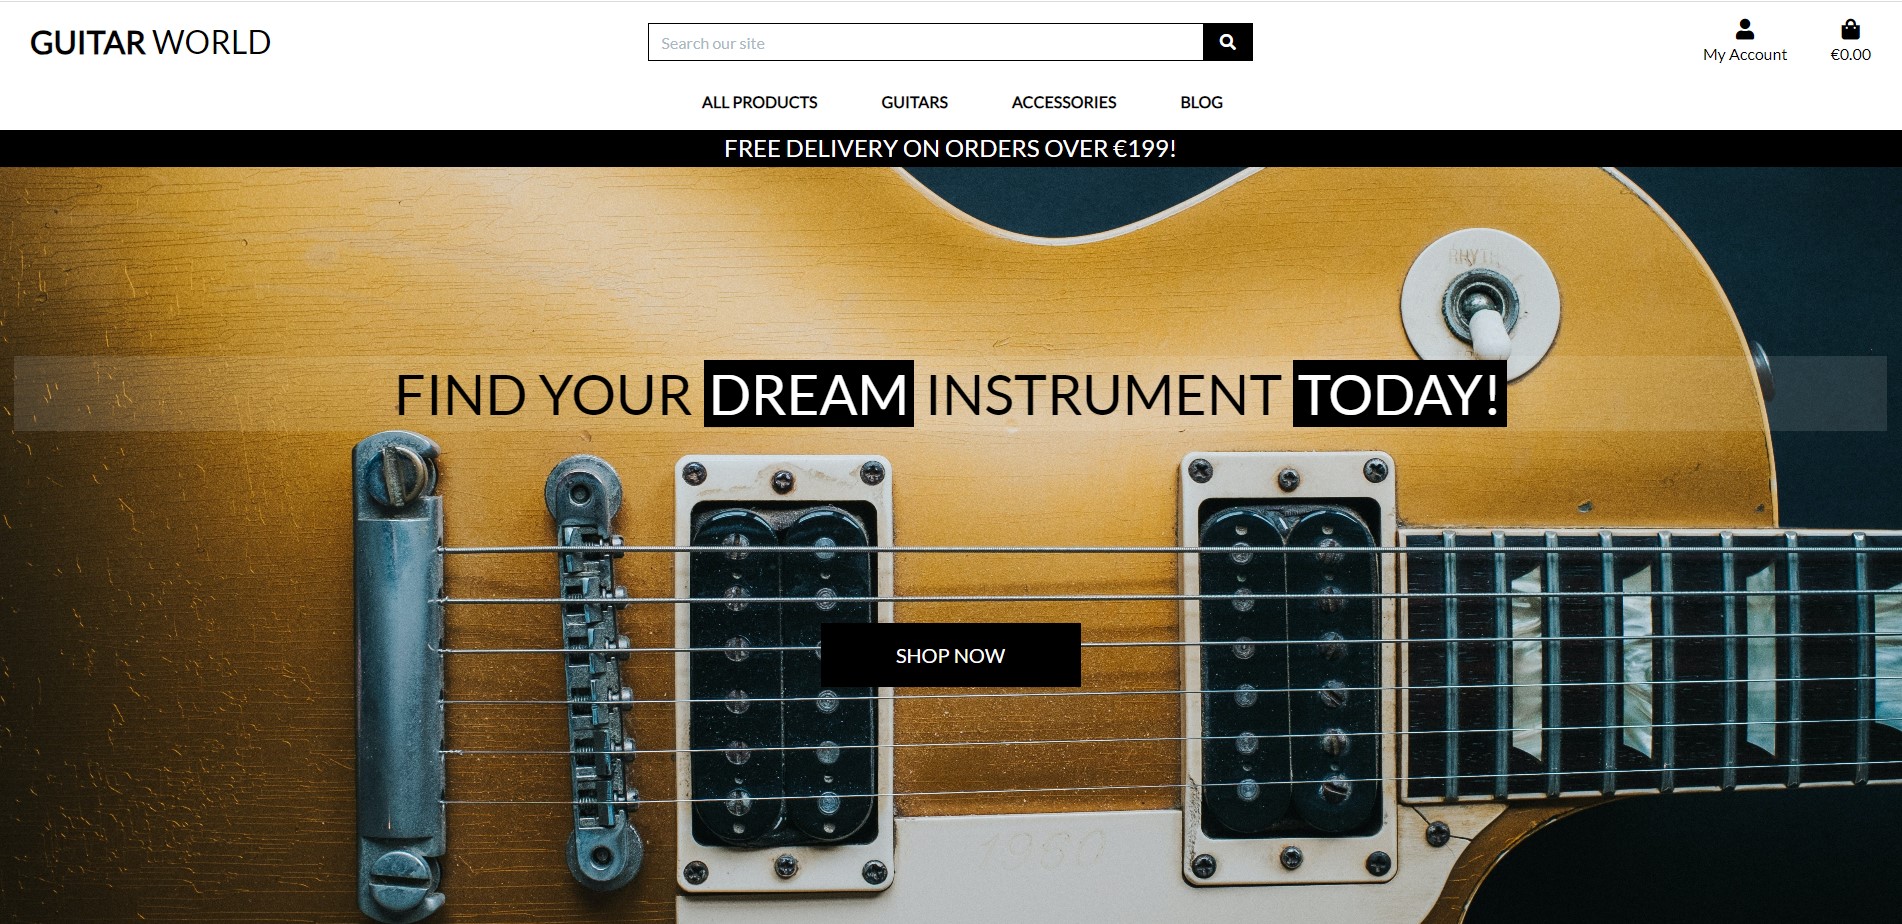 GUITAR WORLD
Search our site
My Account
€0.00
ALL PRODUCTS
GUITARS
ACCESSORIES
BLOG
FREE DELIVERY ON ORDERS OVER €199!
RHYTH
FIND YOUR DREAM INSTRUMENT TODAY!
SHOP NOW
1960